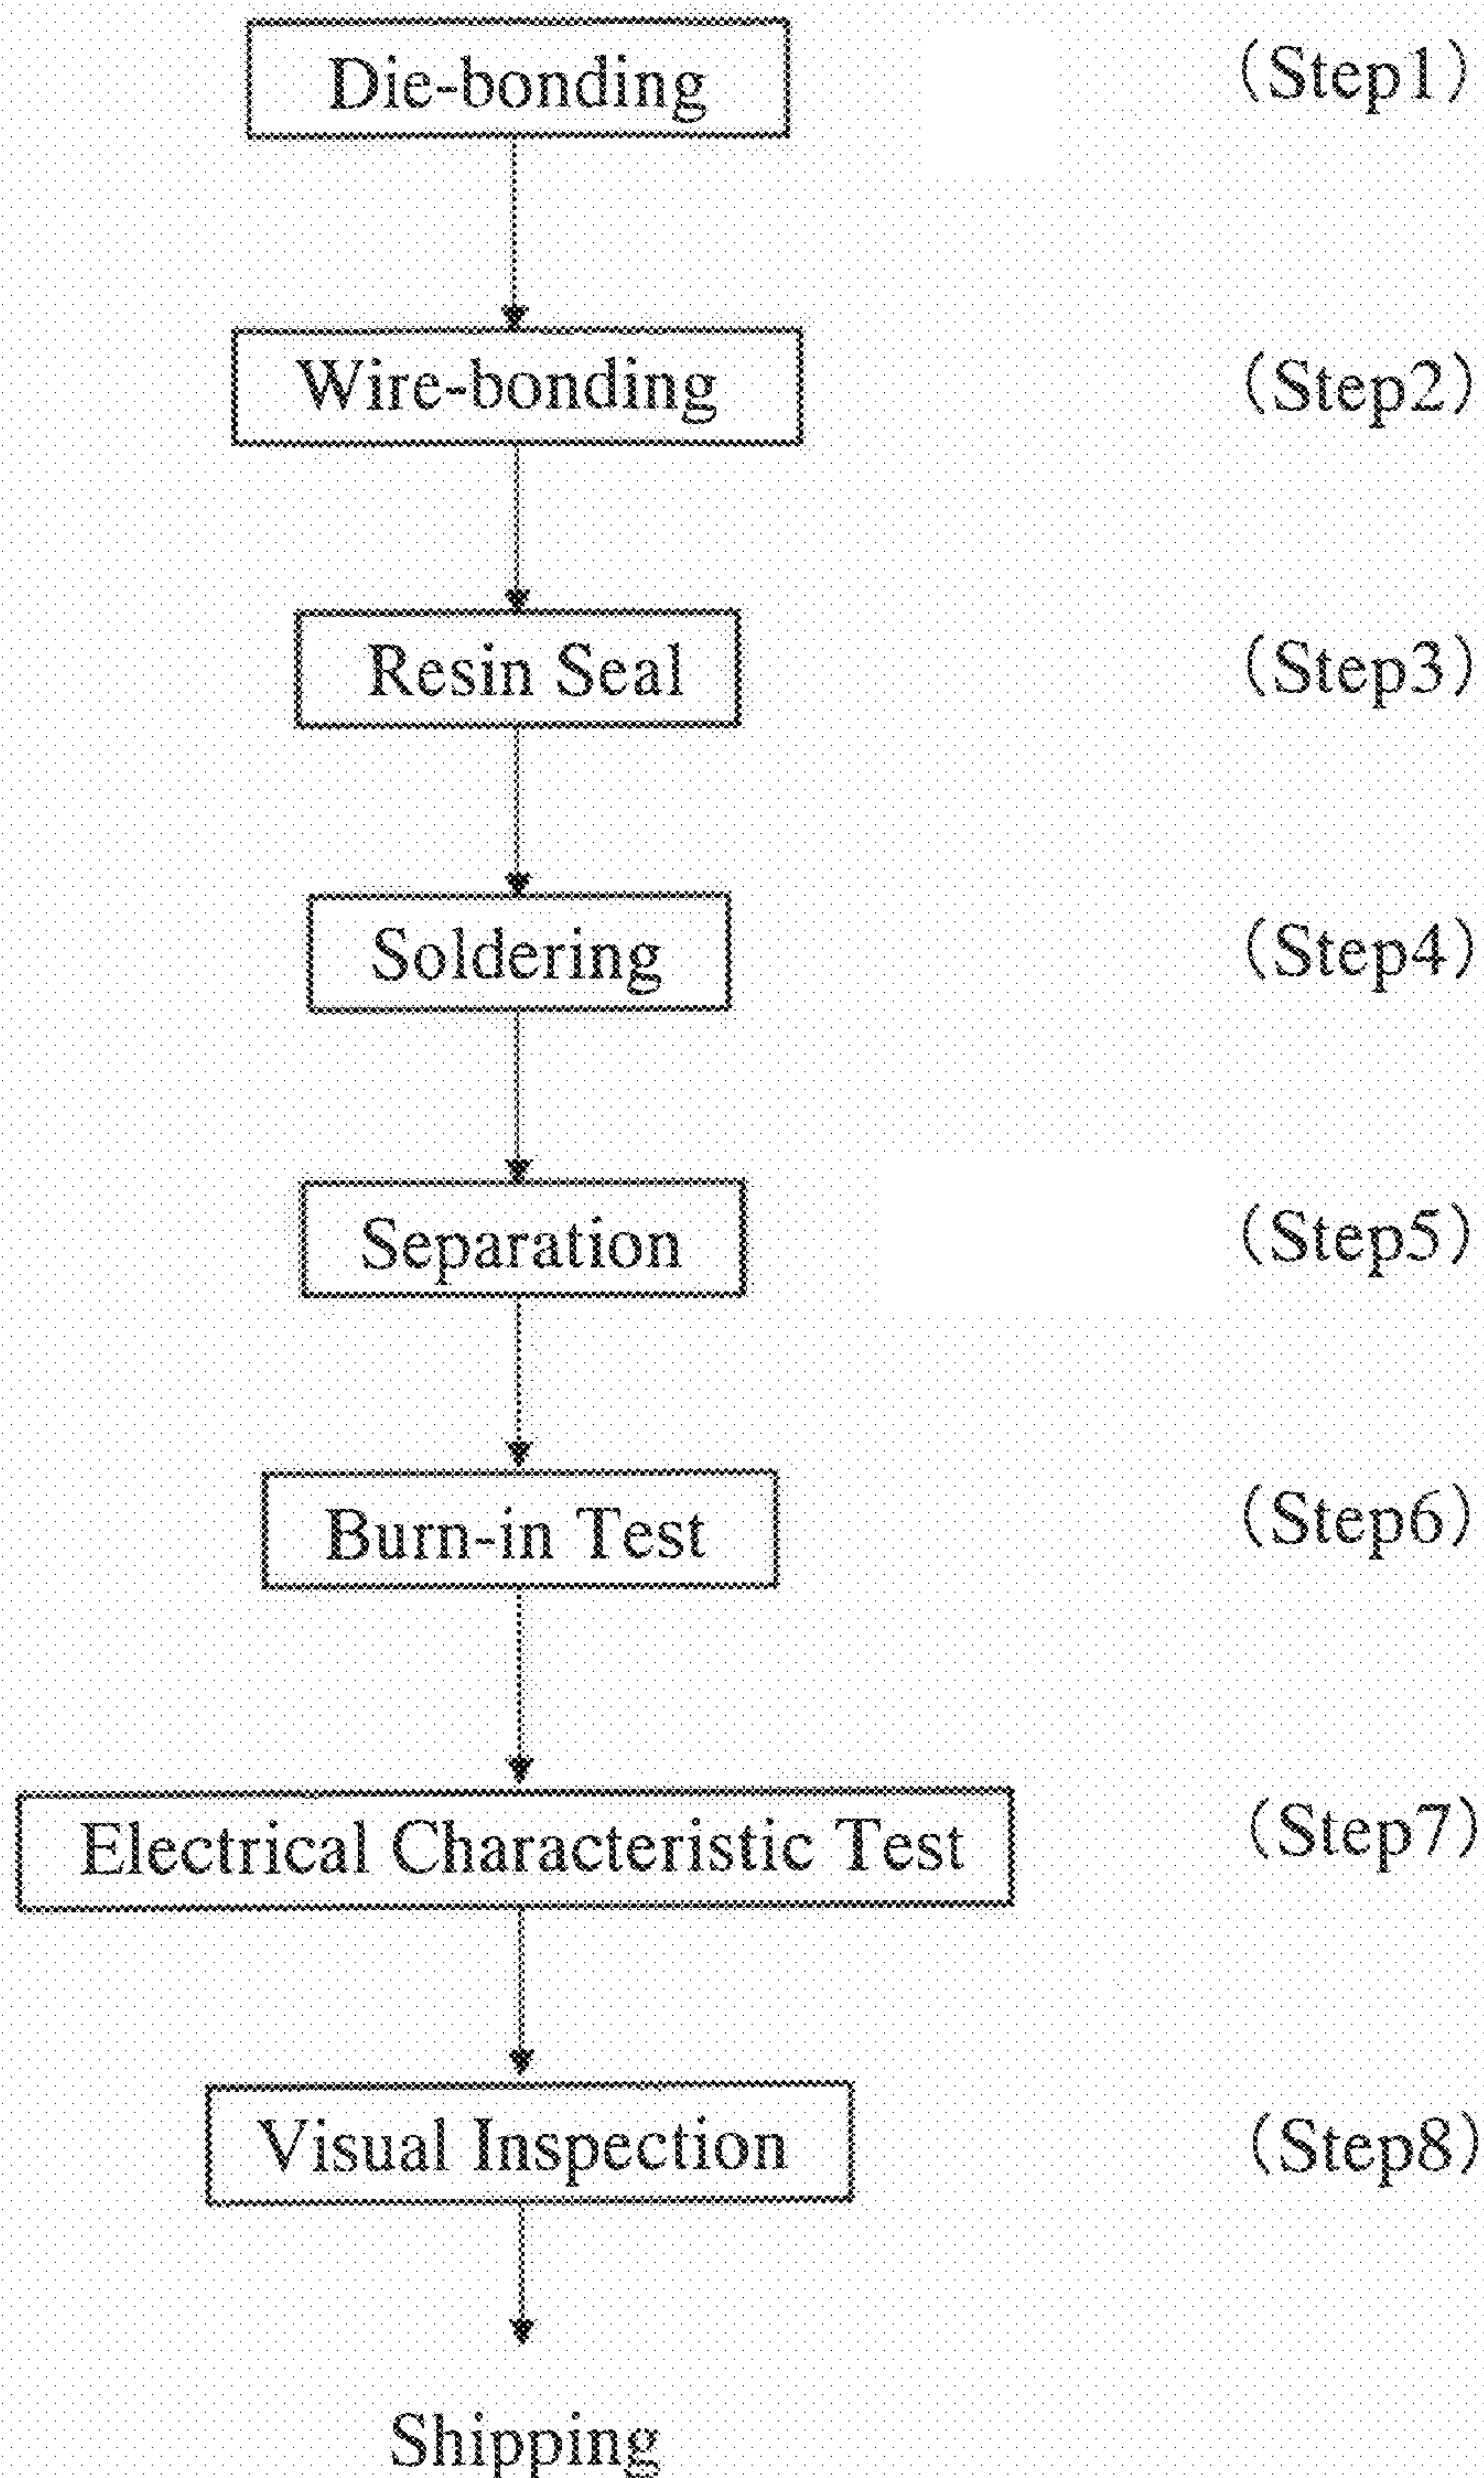 Die-bonding (Step1)
Wire-bonding (Step2)
Resin Seal (Step3)
Soldering (Step4)
Separation (Step5)
Burn-in Test (Step6)
Electrical Characteristic Test (Step7)
Visual Inspection (Step8)
Shipping